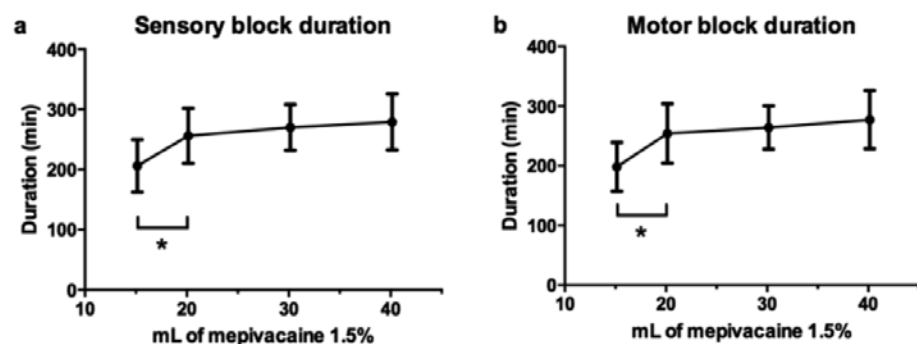 a Sensory block duration
400
300
200
100
0
Duration (min)
*
10 20 30 40
mL of mepivacaine 1.5%
b Motor block duration
400
300
200
100
0
Duration (min)
*
10 20 30 40
mL of mepivacaine 1.5%